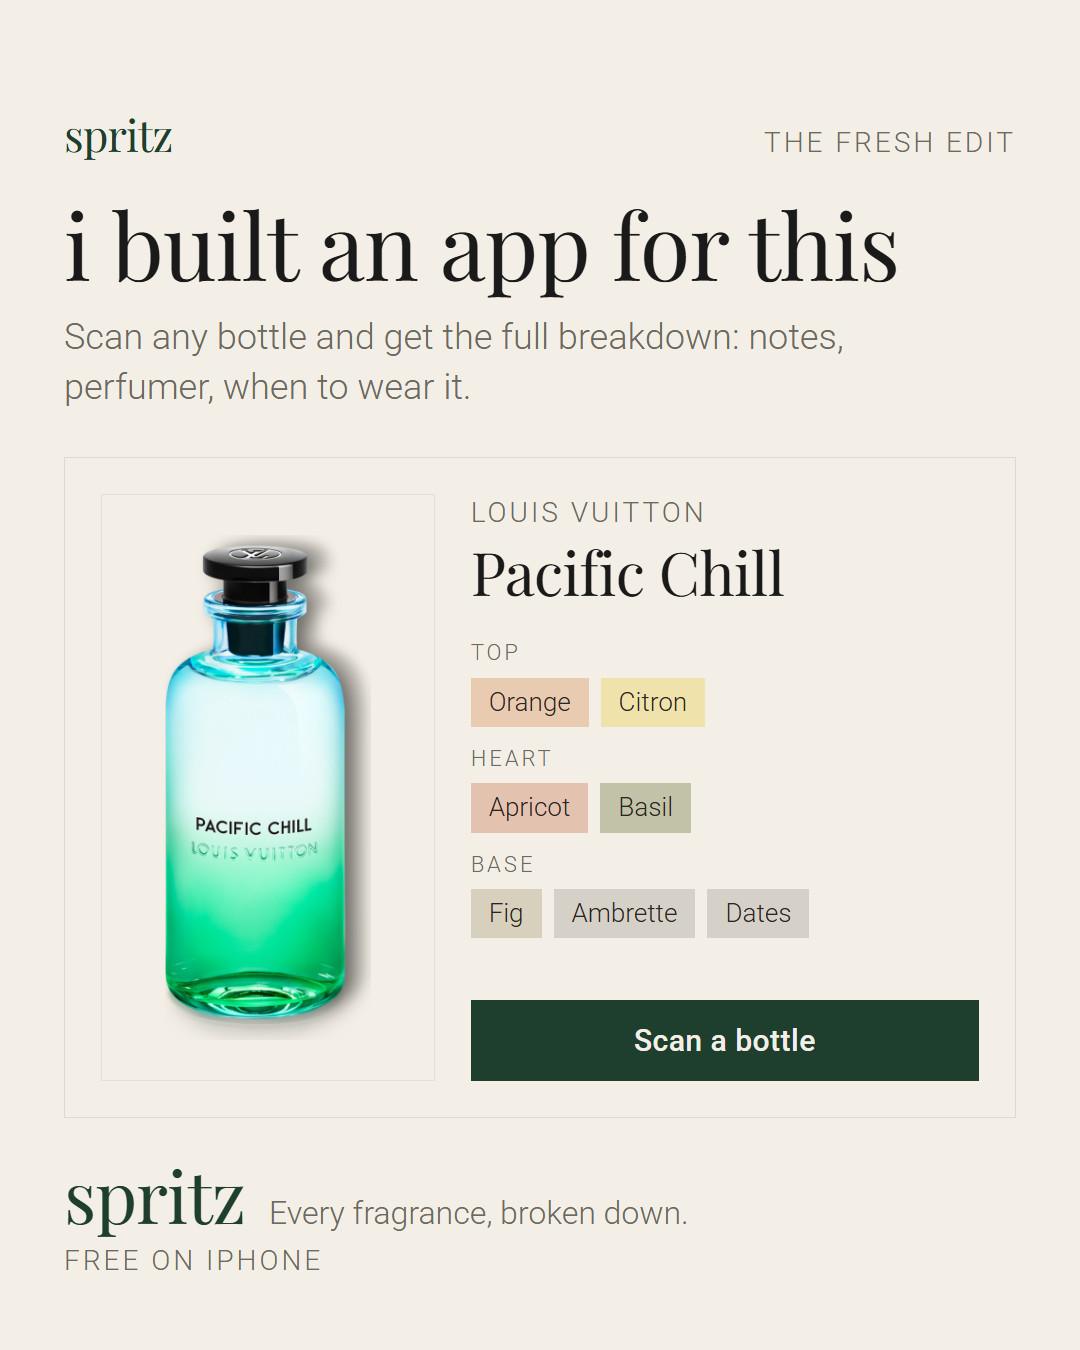 spritz
THE FRESH EDIT
i built an app for this
Scan any bottle and get the full breakdown: notes,
perfumer, when to wear it.
PACIFIC CHILL
LOUIS VUITTON
LOUIS VUITTON
Pacific Chill
TOP
Orange Citron
HEART
Apricot Basil
BASE
Fig Ambrette Dates
Scan a bottle
spritz Every fragrance, broken down.
FREE ON IPHONE